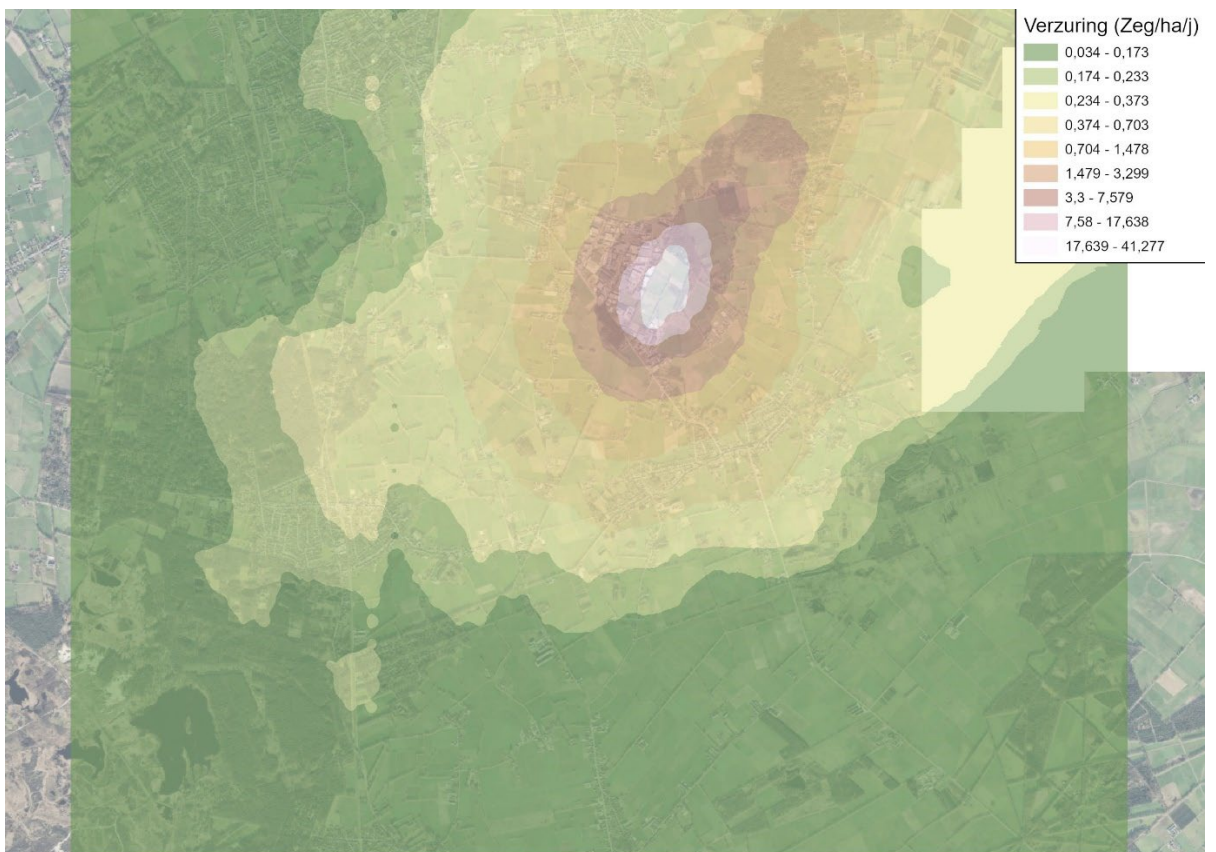 Verzuring (Zeg/ha/j)
0,034 - 0,173
0,174 - 0,233
0,234 - 0,373
0,374 - 0,703
0,704 - 1,478
1,479 - 3,299
3,3 - 7,579
7,58 - 17,638
17,639 - 41,277